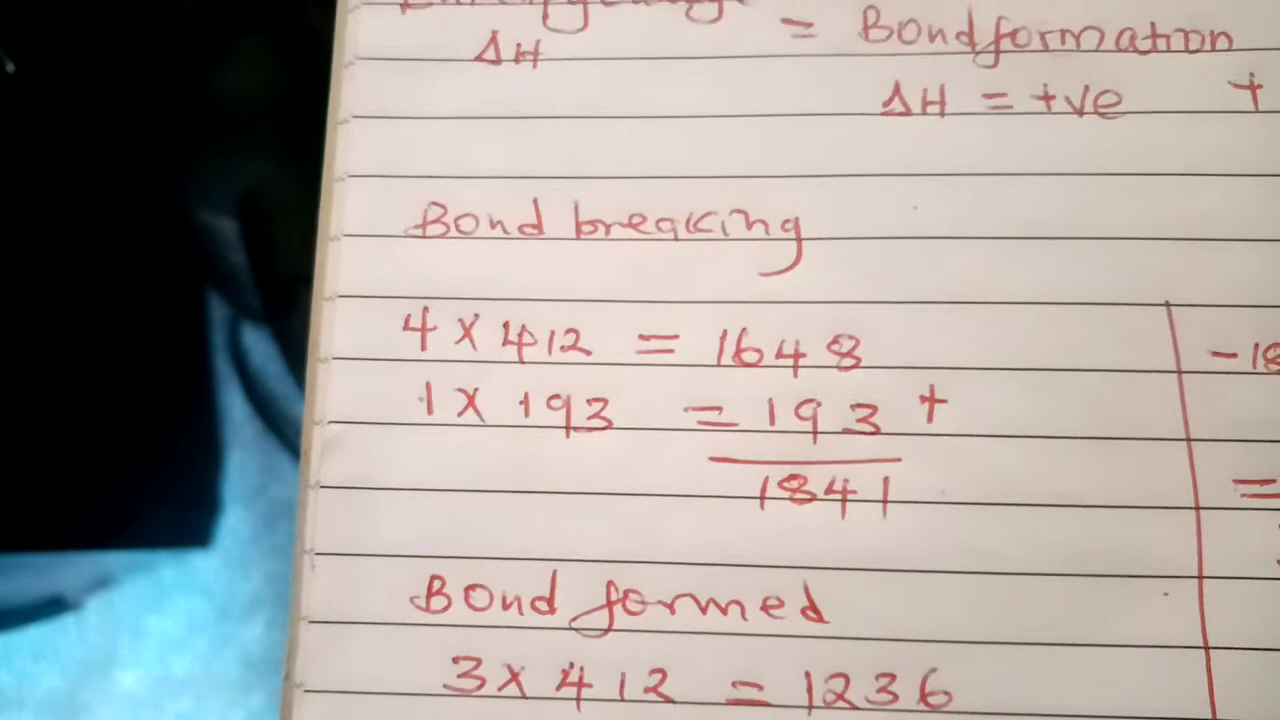 = Bond formation
ΔH
ΔH = +ve +
Bond breaking
4 x 412 = 1648
-18
1 x 193 = 193 +
1841
=
Bond formed
3 x 412 = 1236